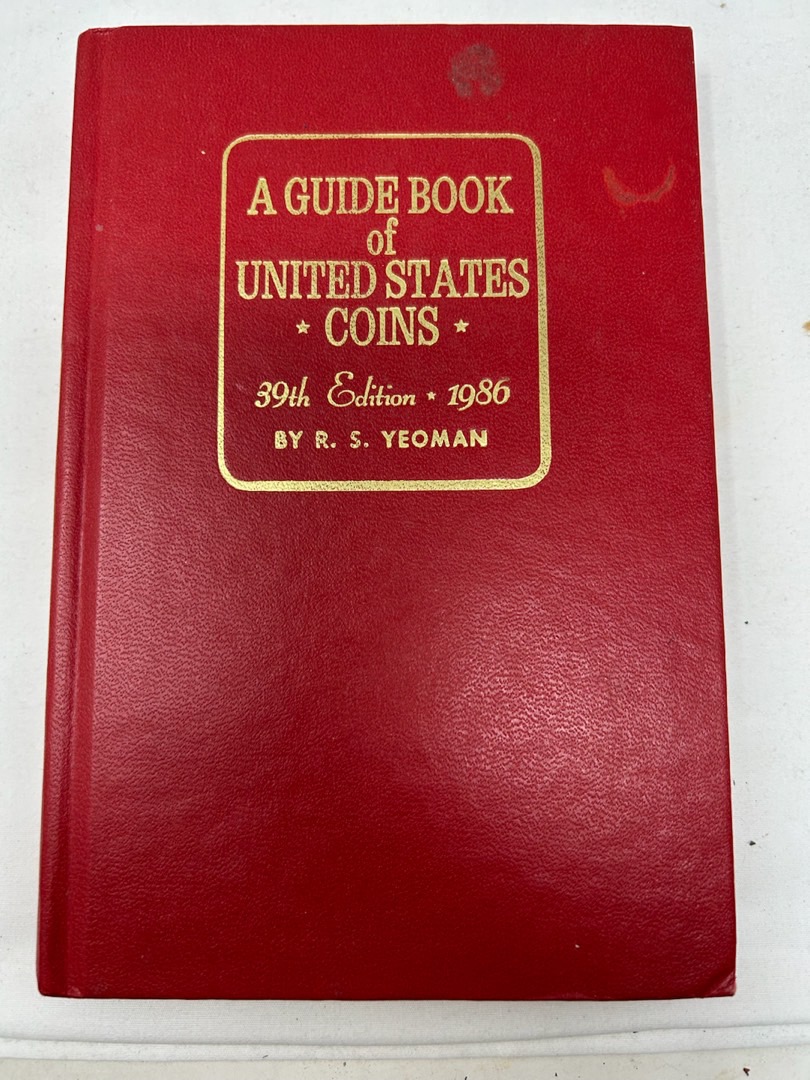 A GUIDE BOOK
of
UNITED STATES
★ COINS ★
39th Edition ★ 1986
BY R. S. YEOMAN